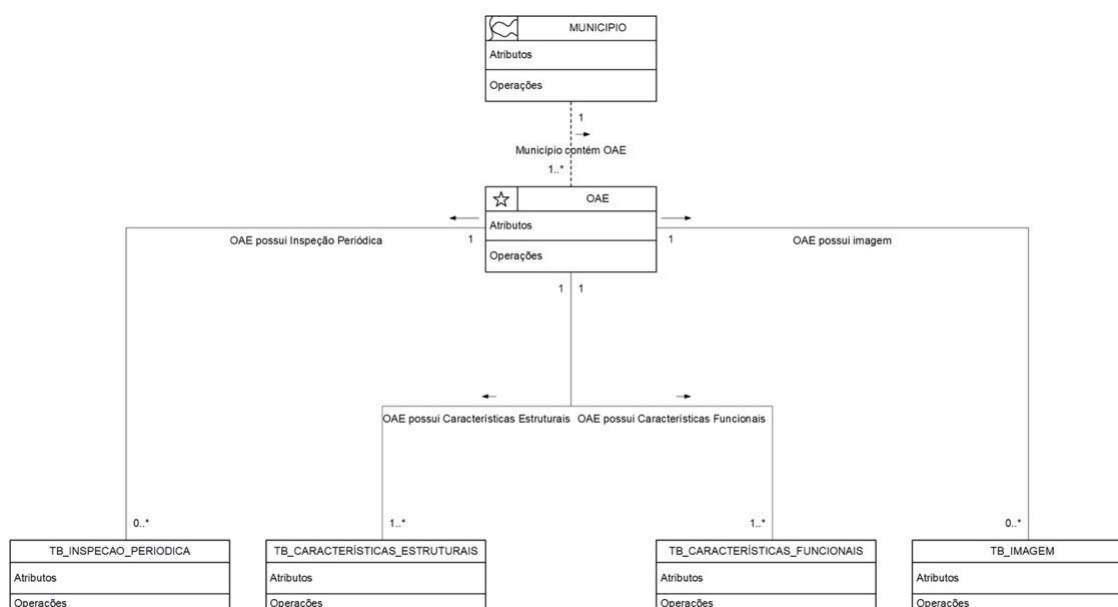 MUNICIPIO
Atributos
Operações
1
Município contém OAE
1..*
OAE
Atributos
Operações
OAE possui Inspeção Periódica
1
1
OAE possui imagem
1
1
OAE possui Características Estruturais
OAE possui Características Funcionais
0..*
1..*
1..*
0..*
TB_INSPECAO_PERIODICA
TB_CARACTERÍSTICAS_ESTRUTURAIS
TB_CARACTERÍSTICAS_FUNCIONAIS
TB_IMAGEM
Atributos
Atributos
Atributos
Atributos
Operações
Operações
Operações
Operações